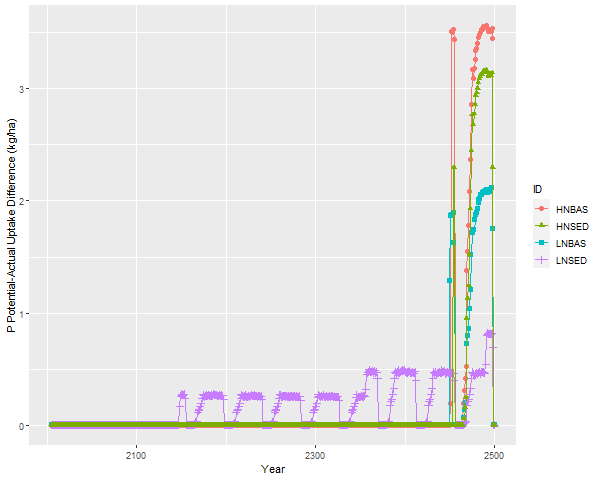 P Potential-Actual Uptake Difference (kg/ha)
3
2
1
0
2100
2300
2500
Year
ID
HNBAS
HNSED
LNBAS
LNSED